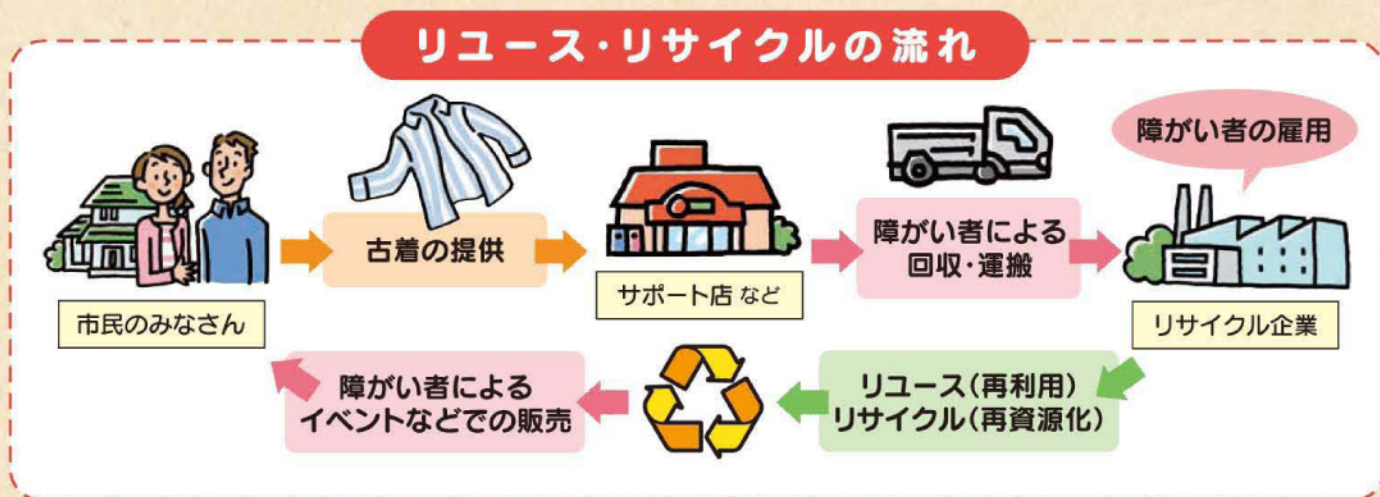 リユース・リサイクルの流れ
障がい者の雇用
古着の提供
障がい者による
回収・運搬
サポート店 など
市民のみなさん
リサイクル企業
リユース(再利用)
リサイクル(再資源化)
障がい者による
イベントなどでの販売